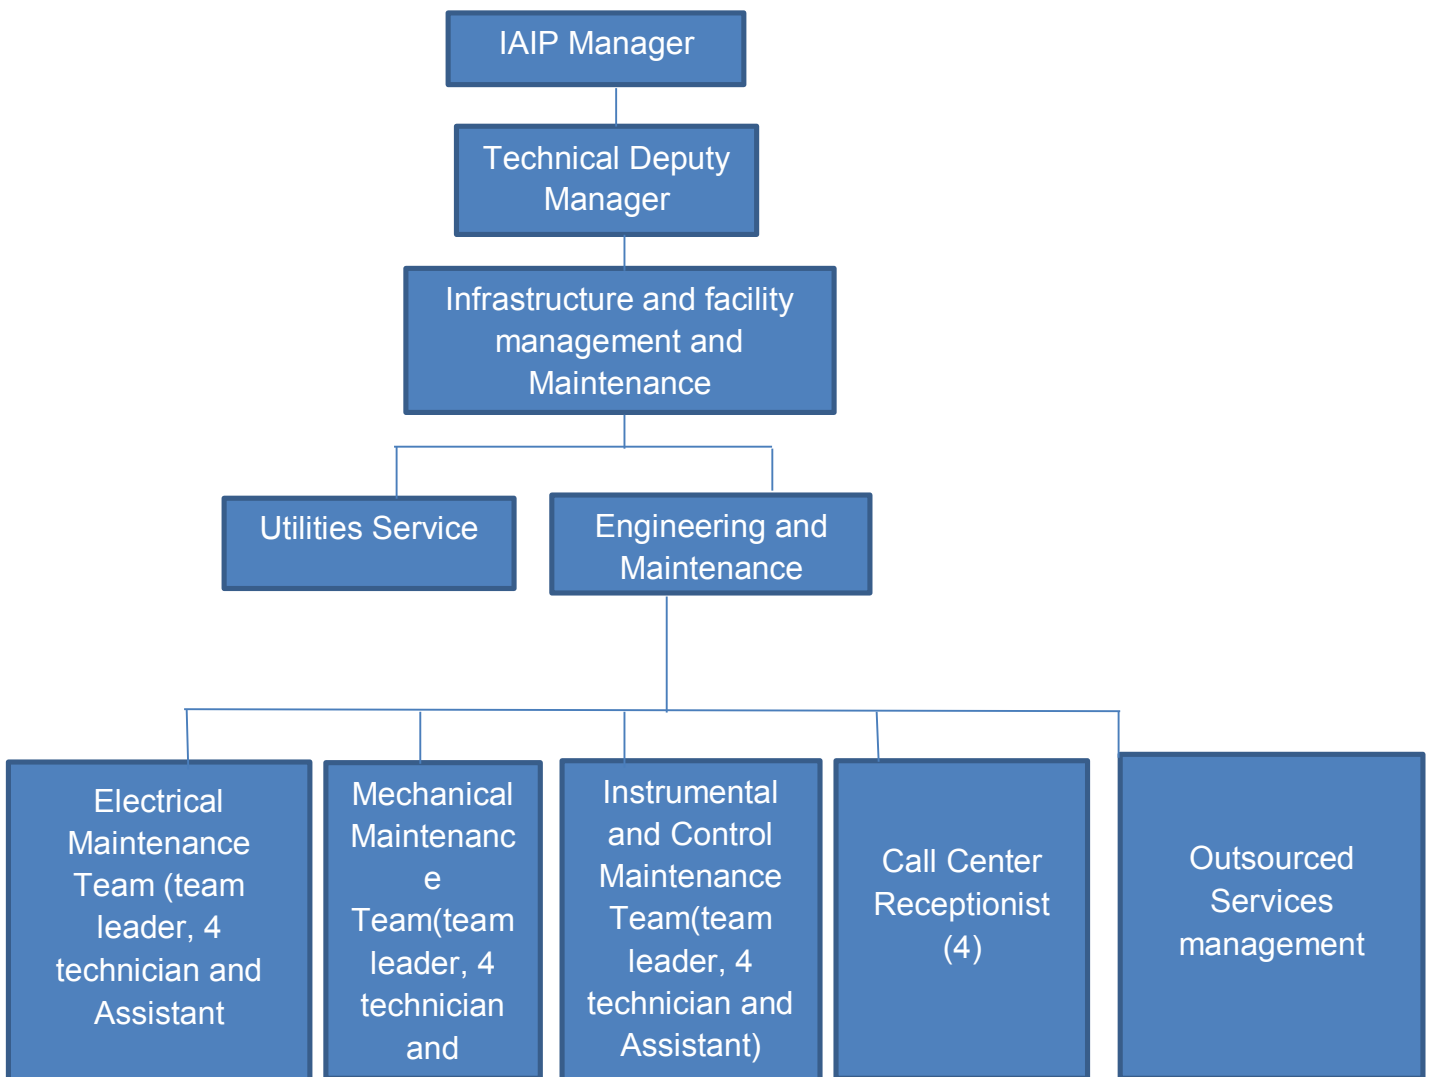 IAIP Manager
Technical Deputy
Manager
Infrastructure and facility
management and
Maintenance
Utilities Service
Engineering and
Maintenance
Electrical
Maintenance
Team (team
leader, 4
technician and
Assistant
Mechanical
Maintenanc
e
Team(team
leader, 4
technician
and
Instrumental
and Control
Maintenance
Team(team
leader, 4
technician and
Assistant)
Call Center
Receptionist
(4)
Outsourced
Services
management